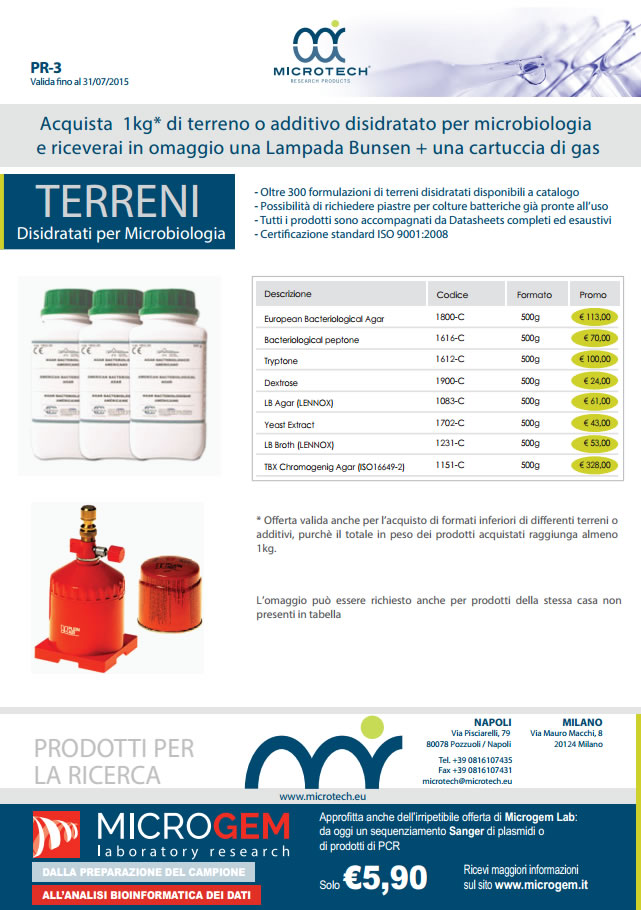 PR-3
Valida fino al 31/07/2015
MICROTECH®
RESEARCH PRODUCTS
Acquista 1kg* di terreno o additivo disidratato per microbiologia
e riceverai in omaggio una Lampada Bunsen + una cartuccia di gas
TERRENI
Disidratati per Microbiologia
- Oltre 300 formulazioni di terreni disidratati disponibili a catalogo
- Possibilità di richiedere piastre per colture batteriche già pronte all'uso
- Tutti i prodotti sono accompagnati da Datasheets completi ed esaustivi
- Certificazione standard ISO 9001:2008
AGAR BACTERIOLOGICO
AMERICANO
AMERICAN BACTERIOLOGICAL
AGAR
AGAR BACTERIOLOGICO
AMERICANO
Descrizione Codice Formato Promo
European Bacteriological Agar 1800-C 500g € 113,00
Bacteriological peptone 1616-C 500g € 70,00
Tryptone 1612-C 500g € 100,00
Dextrose 1900-C 500g € 24,00
LB Agar (LENNOX) 1083-C 500g € 61,00
Yeast Extract 1702-C 500g € 43,00
LB Broth (LENNOX) 1231-C 500g € 53,00
TBX Chromogenig Agar (ISO16649-2) 1151-C 500g € 328,00
* Offerta valida anche per l'acquisto di formati inferiori di differenti terreni o
additivi, purchè il totale in peso dei prodotti acquistati raggiunga almeno
1kg.
L'omaggio può essere richiesto anche per prodotti della stessa casa non
presenti in tabella
PRODOTTI PER
LA RICERCA
www.microtech.eu
NAPOLI
Via Pisciarelli, 79
80078 Pozzuoli / Napoli
Tel. +39 0816107435
Fax +39 0816107431
microtech@microtech.eu
MILANO
Via Mauro Macchi, 8
20124 Milano
MICROGEM
laboratory research
DALLA PREPARAZIONE DEL CAMPIONE
ALL'ANALISI BIOINFORMATICA DEI DATI
Approfitta anche dell'irripetibile offerta di Microgem Lab:
da oggi un sequenziamento Sanger di plasmidi o
di prodotti di PCR
Solo €5,90
Ricevi maggiori informazioni
sul sito www.microgem.it